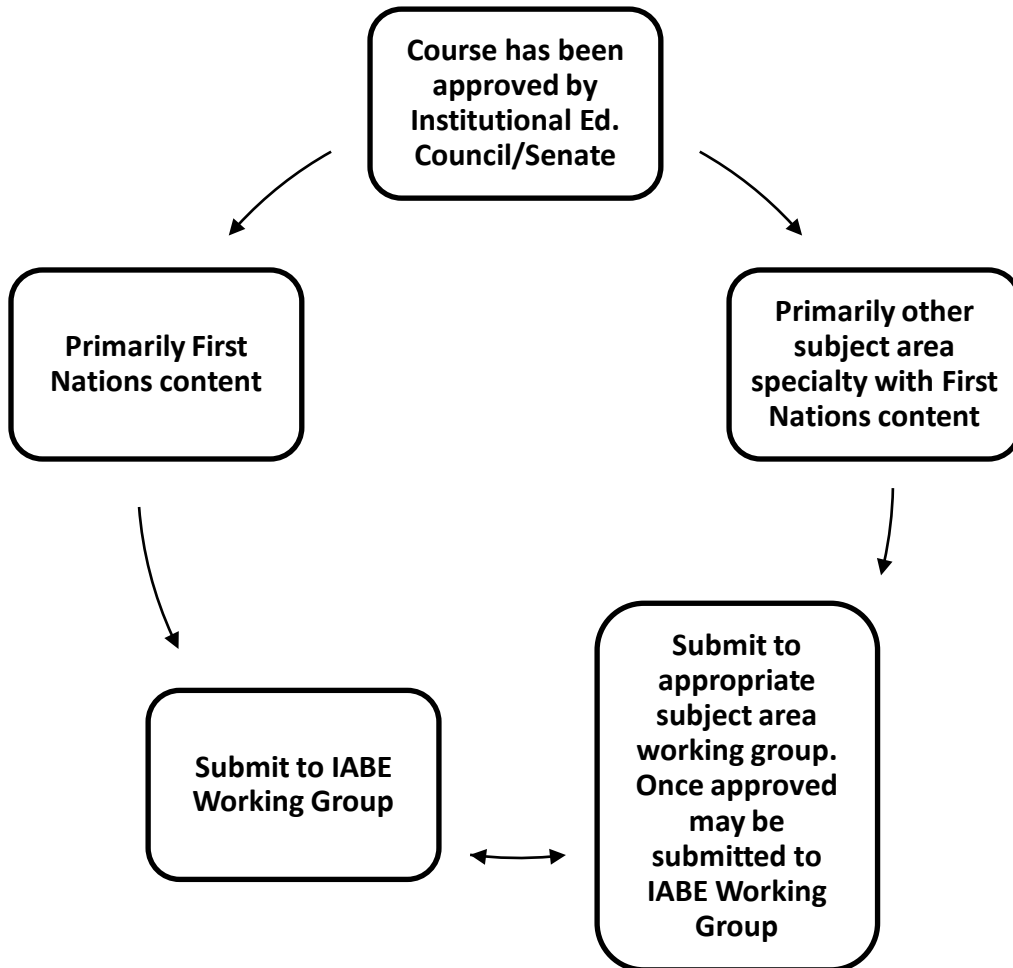 Course has been
approved by
Institutional Ed.
Council/Senate
Primarily First
Nations content
Primarily other
subject area
specialty with First
Nations content
Submit to IABE
Working Group
Submit to
appropriate
subject area
working group.
Once approved
may be
submitted to
IABE Working
Group